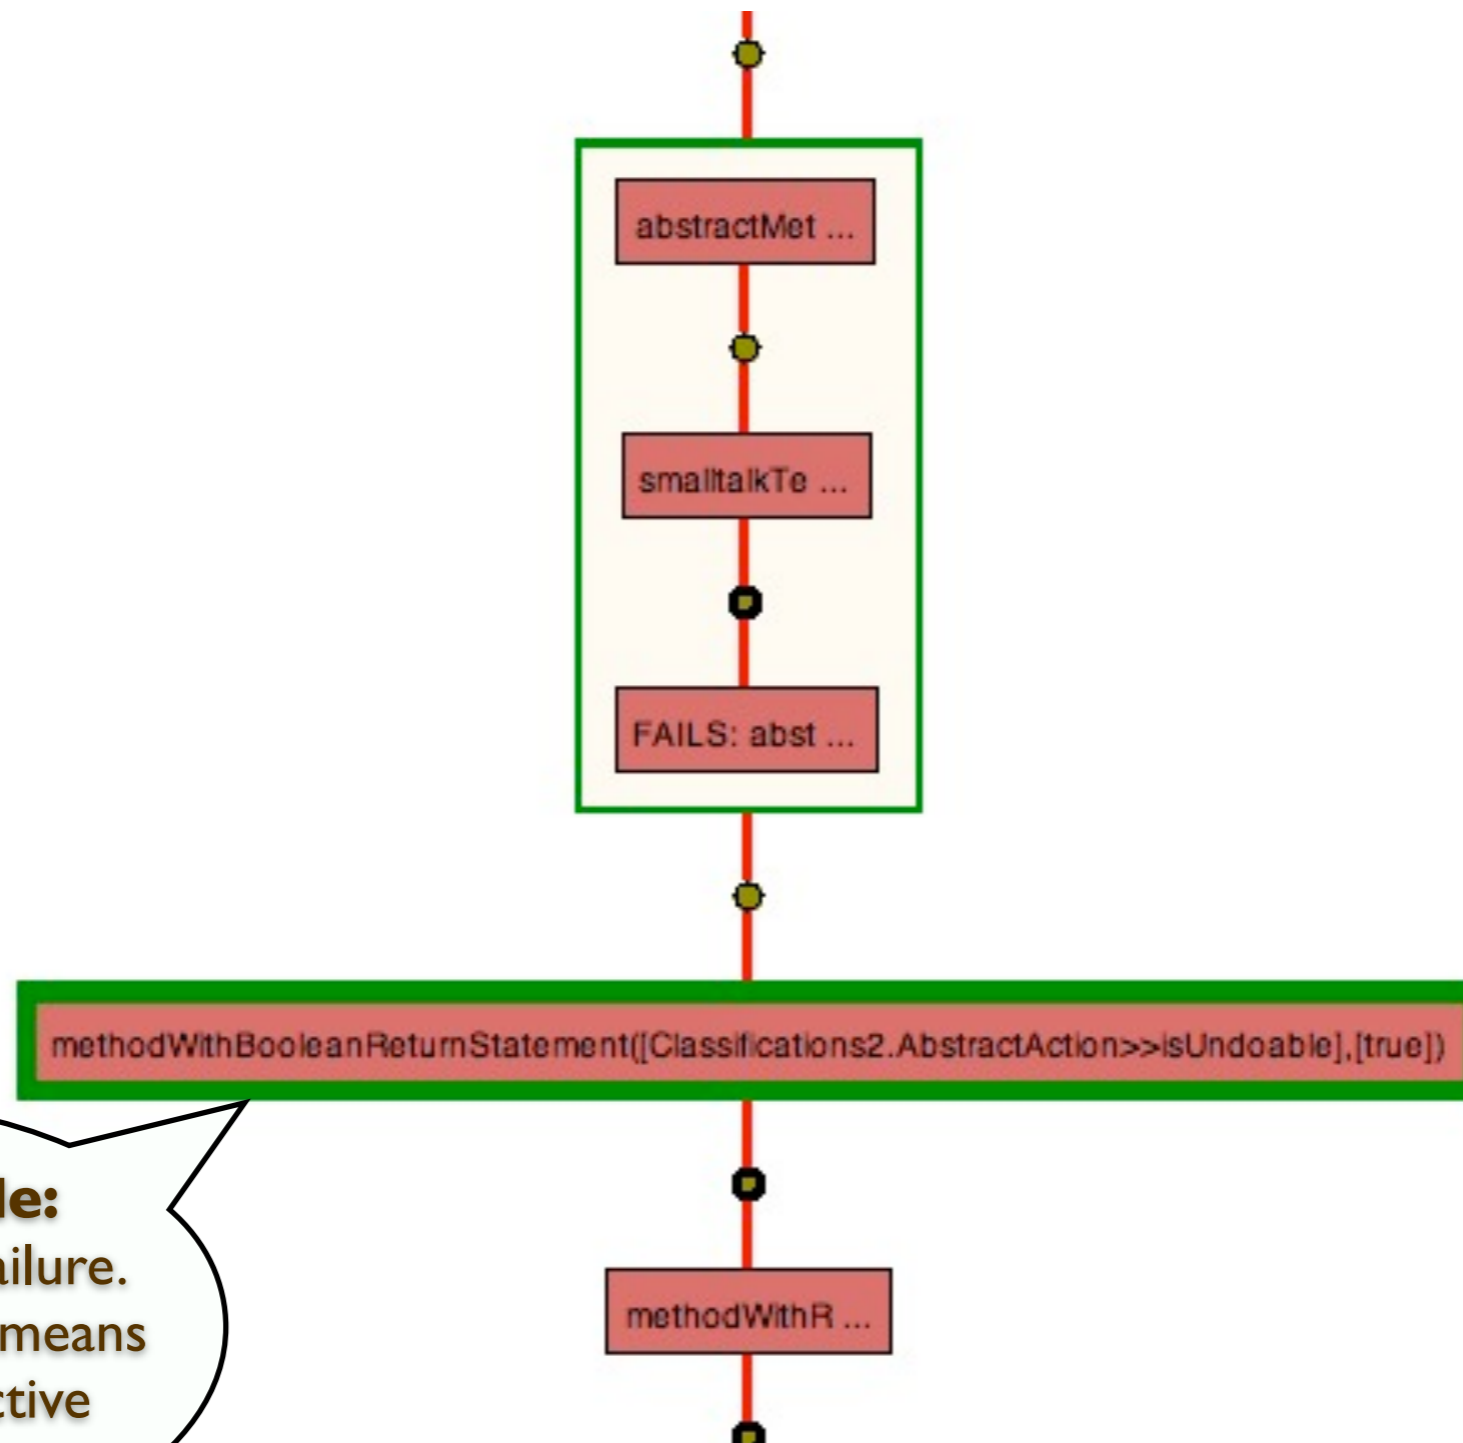 abstractMet ...
smalltalkTe ...
FAILS: abst ...
methodWithBooleanReturnStatement([Classifications2.AbstractAction>>isUndoable],[true])
le:
ailure.
means
ctive
methodWithR ...